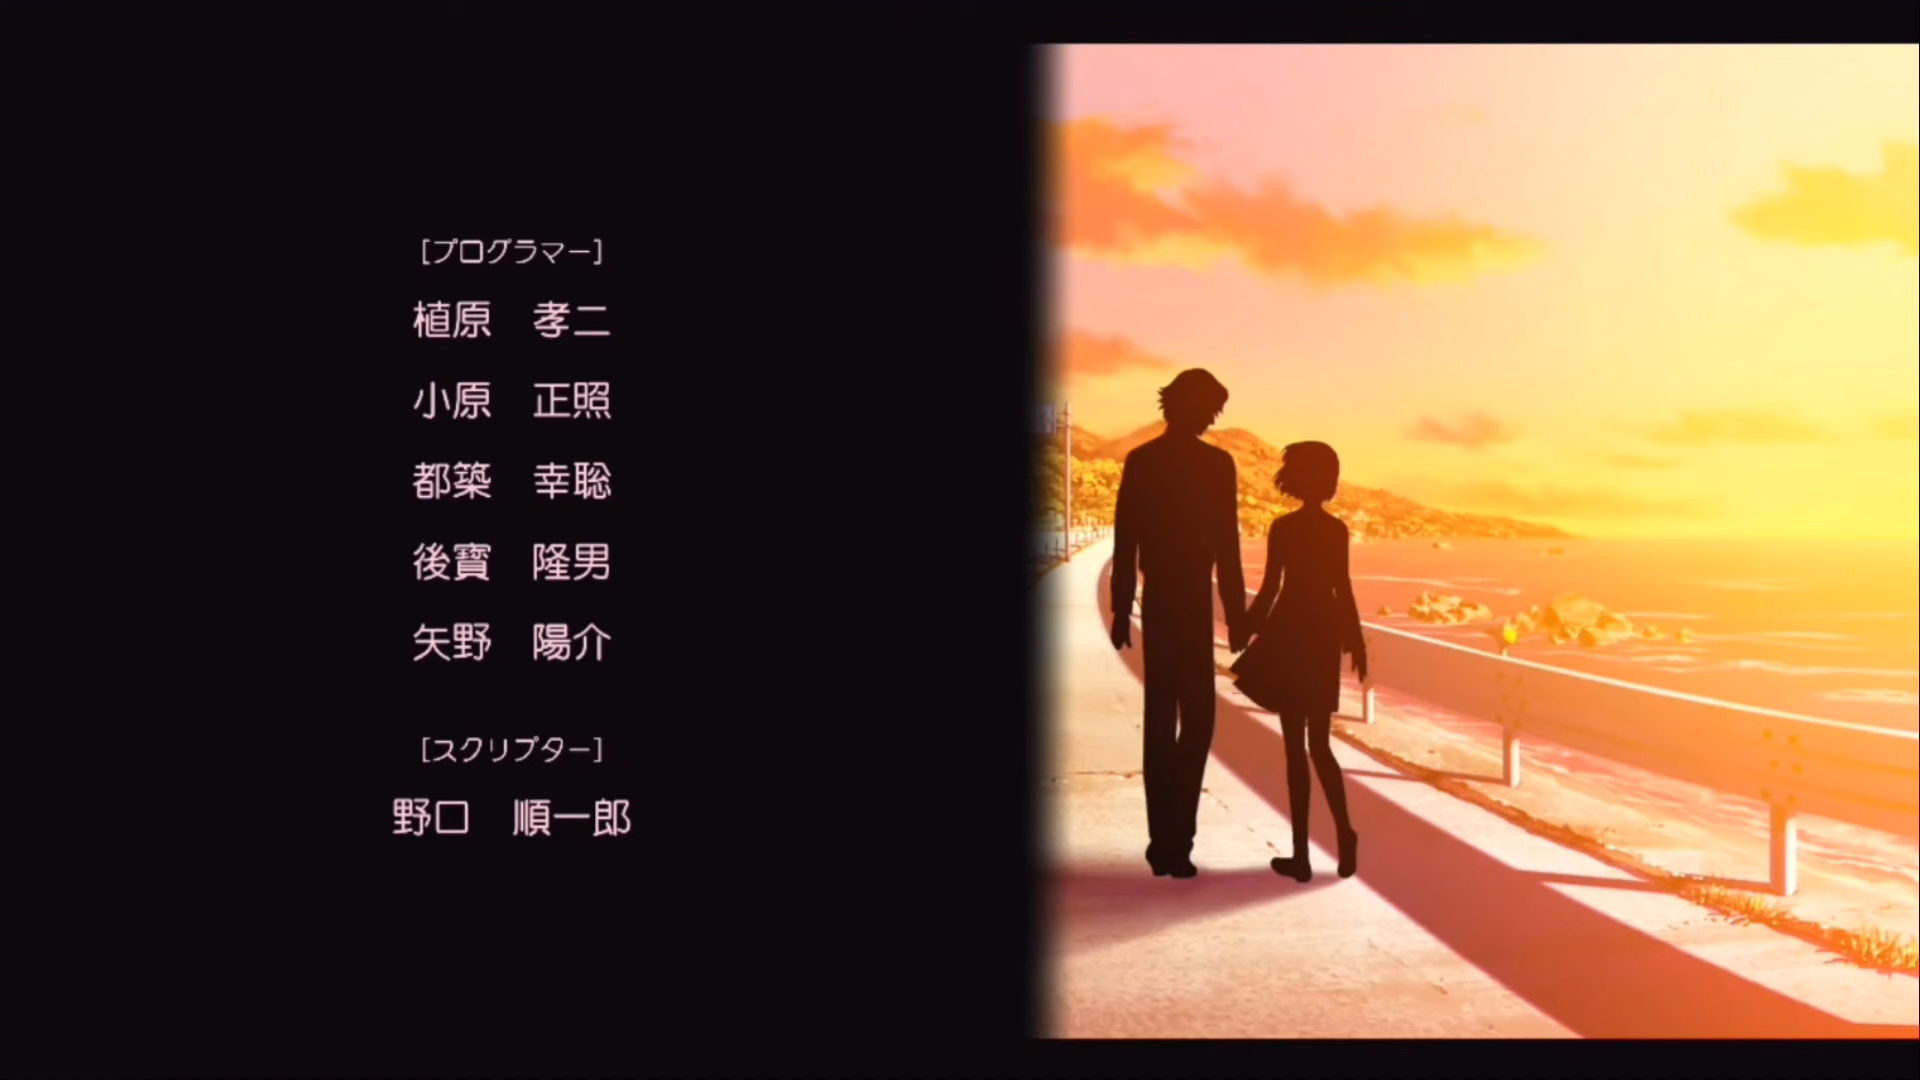 [プログラマー]
植原　孝二
小原　正照
都築　幸聡
後寳　隆男
矢野　陽介
[スクリプター]
野口　順一郎